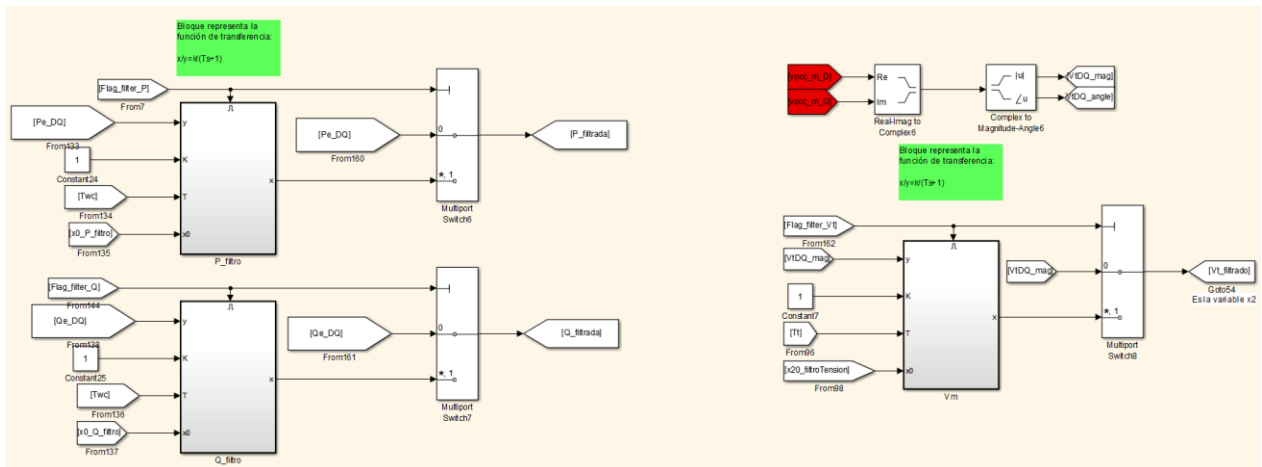 Bloque representa la
función de transferencia:
x/y=k/(Ts+1)
[Flag_filter_P]
From7
[Pe_DQ]
From133
y
1
Constant24
K
[Twc]
From134
T
[x0_P_filtro]
From135
x0
x
P_filtro
[Pe_DQ]
From160
0
*, 1
Multiport
Switch6
[P_filtrada]
[Flag_filter_Q]
From144
[Qe_DQ]
From138
y
1
Constant25
K
[Twc]
From136
T
[x0_Q_filtro]
From137
x0
x
Q_filtro
[Qe_DQ]
From161
0
*, 1
Multiport
Switch7
[Q_filtrada]
[vpcc_m_D]
[vpcc_m_Q]
Re
Im
Real-Imag to
Complex6
|u|
∠u
Complex to
Magnitude-Angle6
[VtDQ_mag]
[VtDQ_angle]
Bloque representa la
función de transferencia:
x/y=k/(Ts+1)
[Flag_filter_Vt]
From162
[VtDQ_mag]
y
1
Constant7
K
[Tt]
From96
T
[x20_filtroTension]
From98
x0
x
Vm
[VtDQ_mag]
0
*, 1
Multiport
Switch8
[Vt_filtrado]
Goto54
Es la variable x2